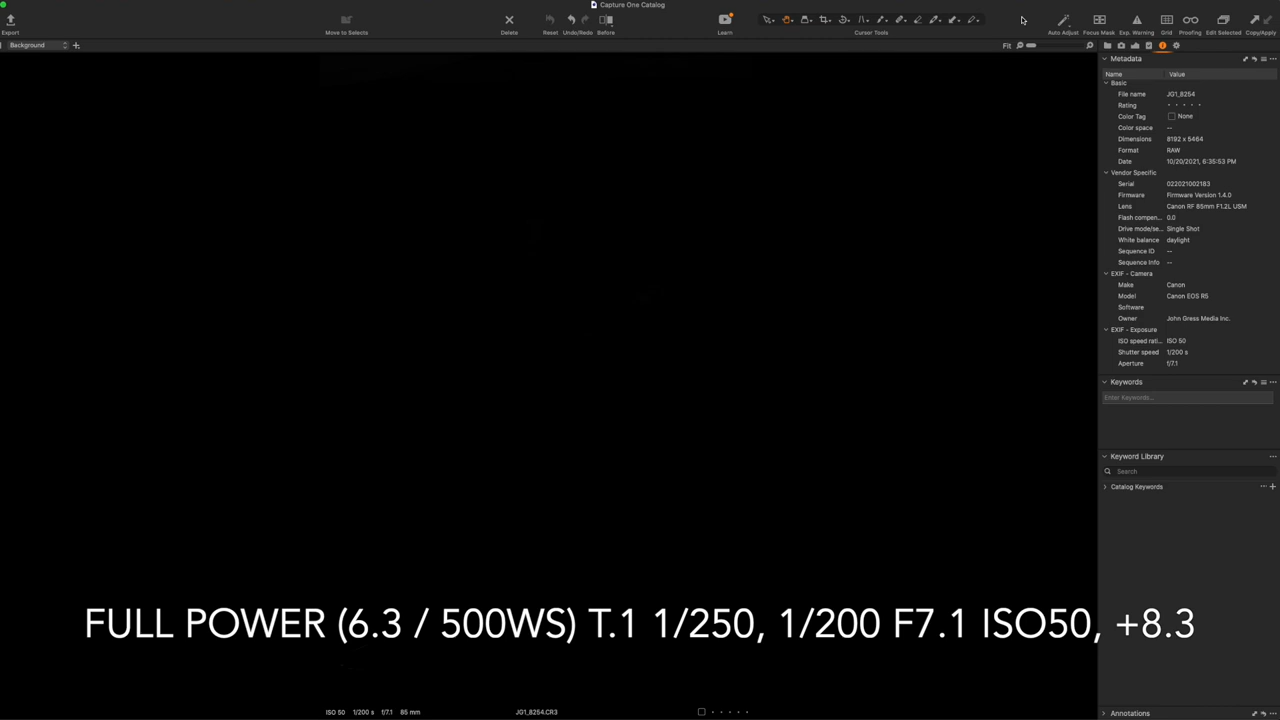 Capture One Catalog
Export
Move to Selects
Delete
Reset
Undo/Redo
Before
Learn
Cursor Tools
Auto Adjust
Focus Mask
Exp. Warning
Grid
Proofing
Edit Selected
Copy/Apply
Background
Fit
Metadata
Name Value
Basic
File name JG1_8254
Rating
Color Tag None
Color space --
Dimensions 8192 x 5464
Format RAW
Date 10/20/2021, 6:36:53 PM
Vendor Specific
Serial 022021002183
Firmware Firmware Version 1.4.0
Lens Canon RF 85mm F1.2L USM
Flash compen... 0.0
Drive mode/se... Single Shot
White balance daylight
Sequence ID --
Sequence Info --
EXIF - Camera
Make Canon
Model Canon EOS R5
Software
Owner John Gress Media Inc.
EXIF - Exposure
ISO speed rati... ISO 50
Shutter speed 1/200 s
Aperture f/7.1
Keywords
Enter Keywords...
Keyword Library
Search
Catalog Keywords
FULL POWER (6.3 / 500WS) T.1 1/250, 1/200 F7.1 ISO50, +8.3
ISO 50 1/200 s f/7.1 85 mm JG1_8254.CR3
Annotations